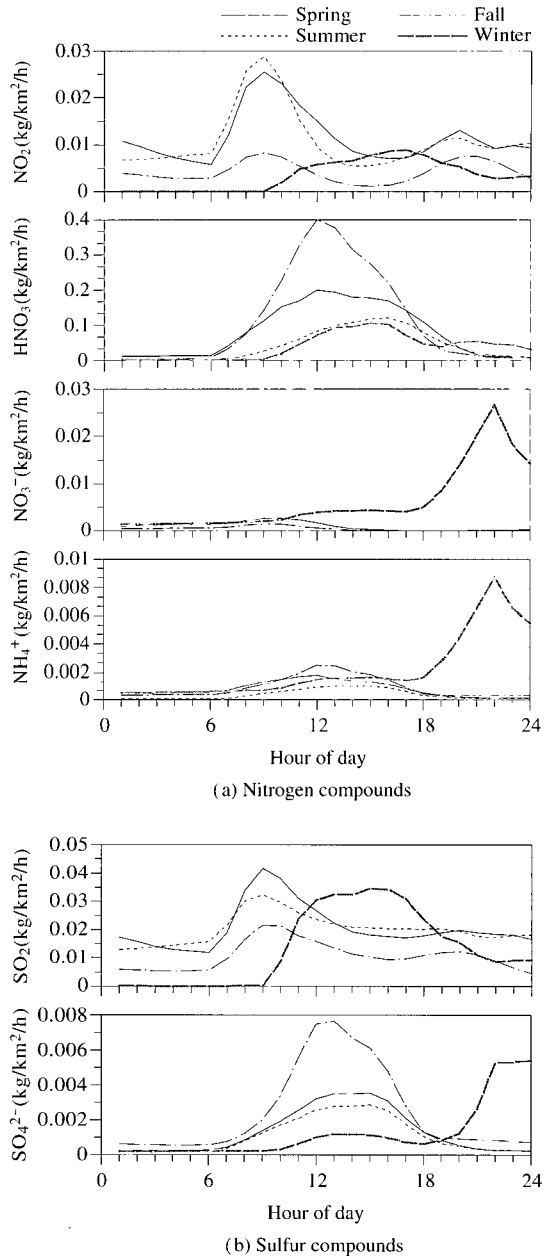 Spring Fall
Summer Winter
0.03
0.02
0.01
0
NO₂(kg/km²/h)
0.4
0.3
0.2
0.1
0
HNO₃(kg/km²/h)
0.03
0.02
0.01
0
NO₃⁻(kg/km²/h)
0.01
0.008
0.006
0.004
0.002
0
NH₄⁺(kg/km²/h)
0 6 12 18 24
Hour of day
(a) Nitrogen compounds
0.05
0.04
0.03
0.02
0.01
0
SO₂(kg/km²/h)
0.008
0.006
0.004
0.002
0
SO₄²⁻(kg/km²/h)
0 6 12 18 24
Hour of day
(b) Sulfur compounds